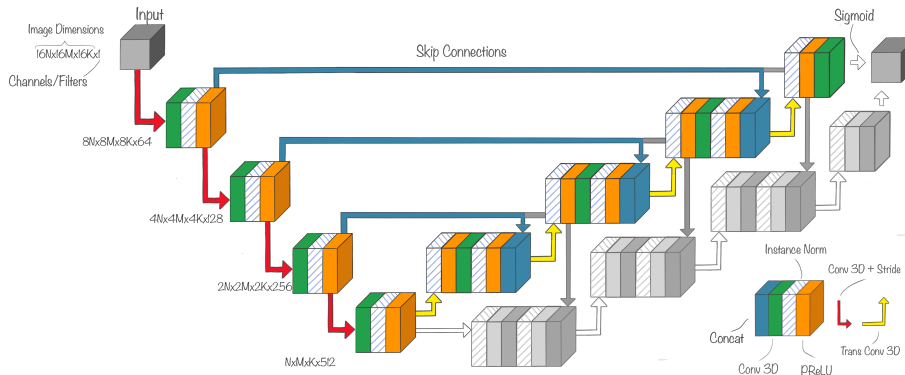 Input
Image Dimensions
16Nx16Mx16Kx1
Channels/Filters
Skip Connections
Sigmoid
8Nx8Mx8Kx64
4Nx4Mx4Kx128
2Nx2Mx2Kx256
NxMxKx512
Instance Norm
Conv 3D + Stride
Concat
Conv 3D
PReLU
Trans Conv 3D